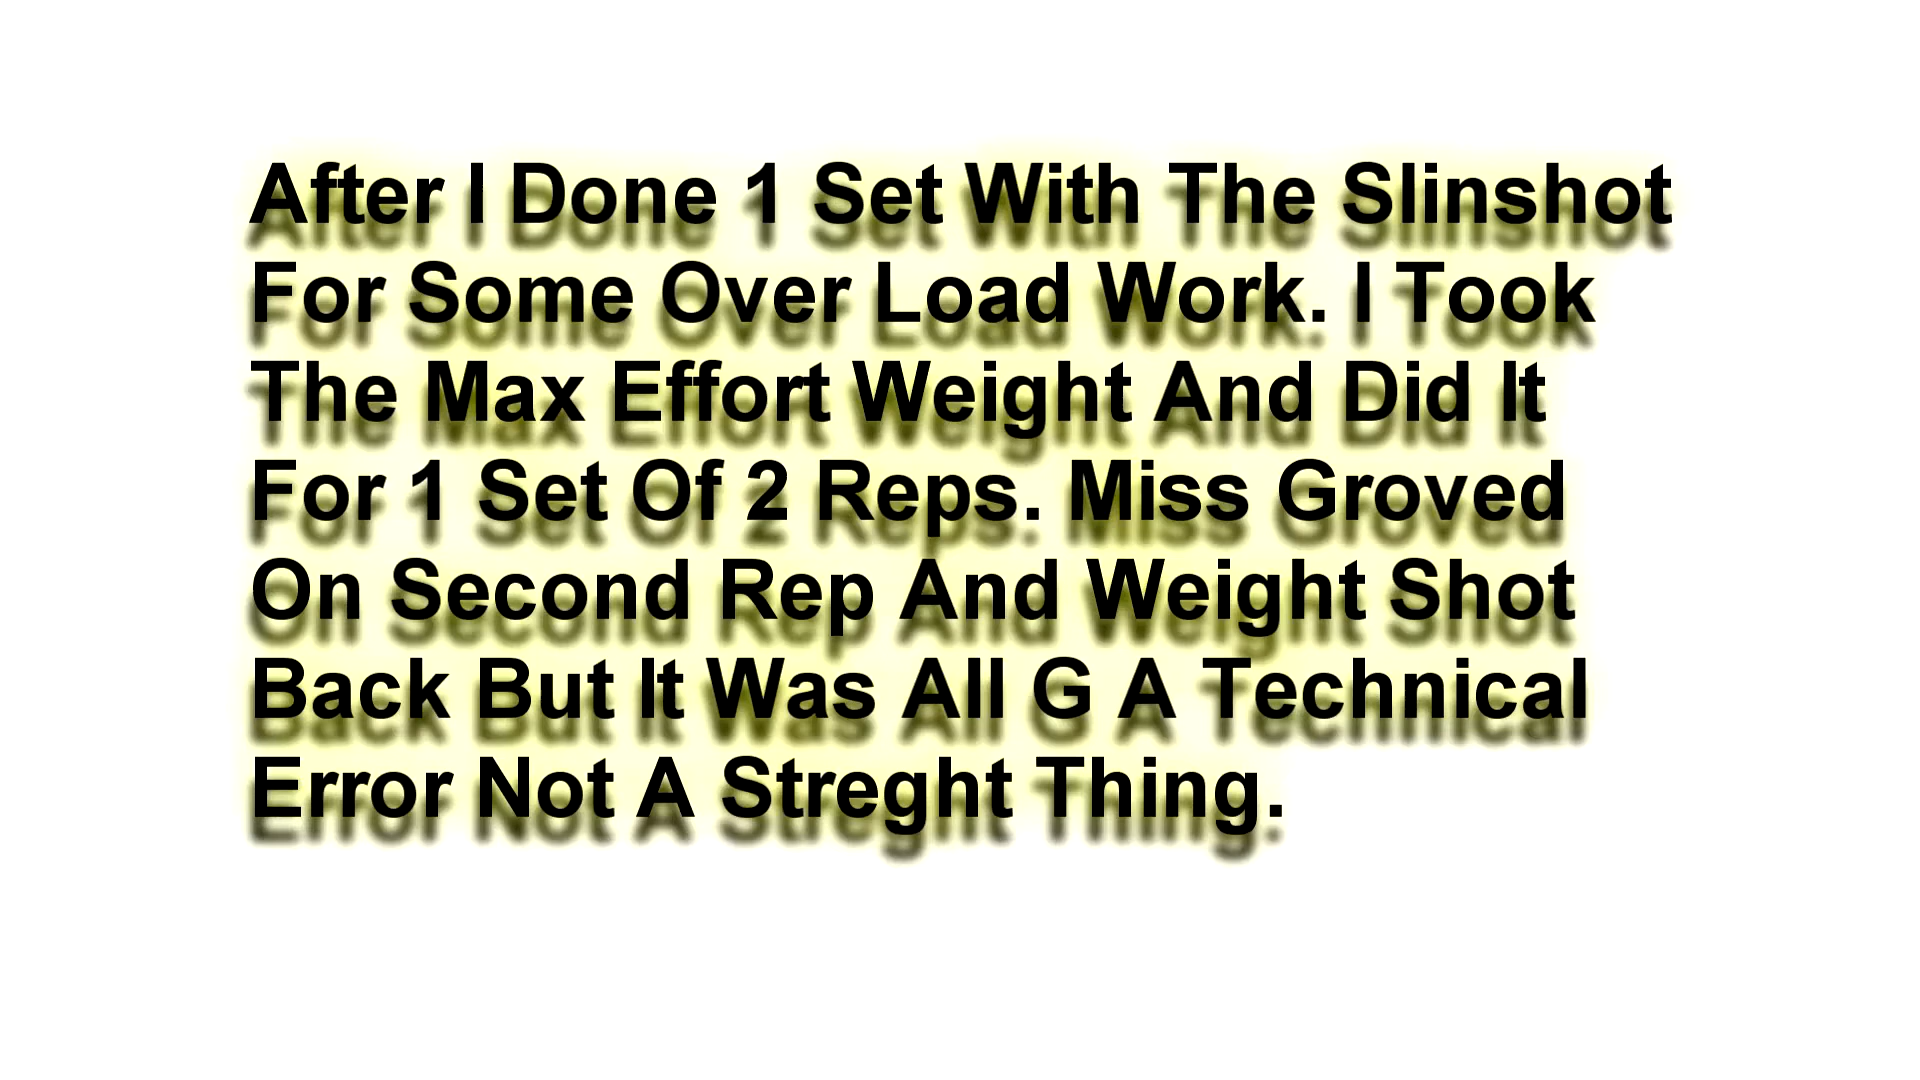 After I Done 1 Set With The Slinshot
For Some Over Load Work. I Took
The Max Effort Weight And Did It
For 1 Set Of 2 Reps. Miss Groved
On Second Rep And Weight Shot
Back But It Was All G A Technical
Error Not A Streght Thing.